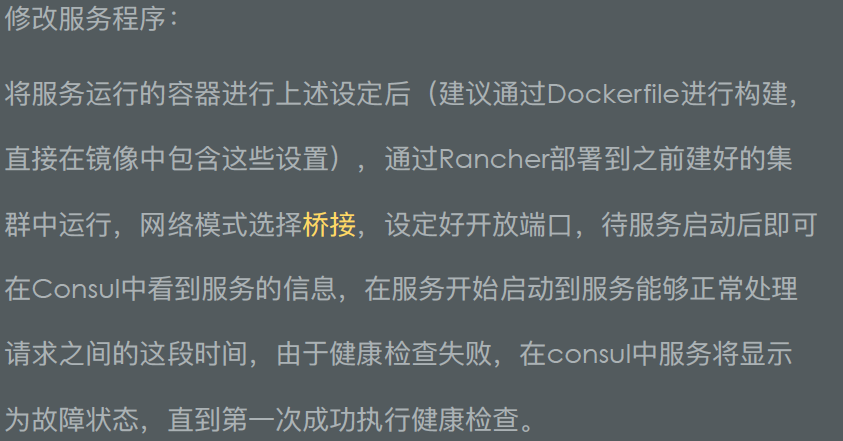 修改服务程序：
将服务运行的容器进行上述设定后（建议通过Dockerfile进行构建，
直接在镜像中包含这些设置），通过Rancher部署到之前建好的集
群中运行，网络模式选择桥接，设定好开放端口，待服务启动后即可
在Consul中看到服务的信息，在服务开始启动到服务能够正常处理
请求之间的这段时间，由于健康检查失败，在consul中服务将显示
为故障状态，直到第一次成功执行健康检查。